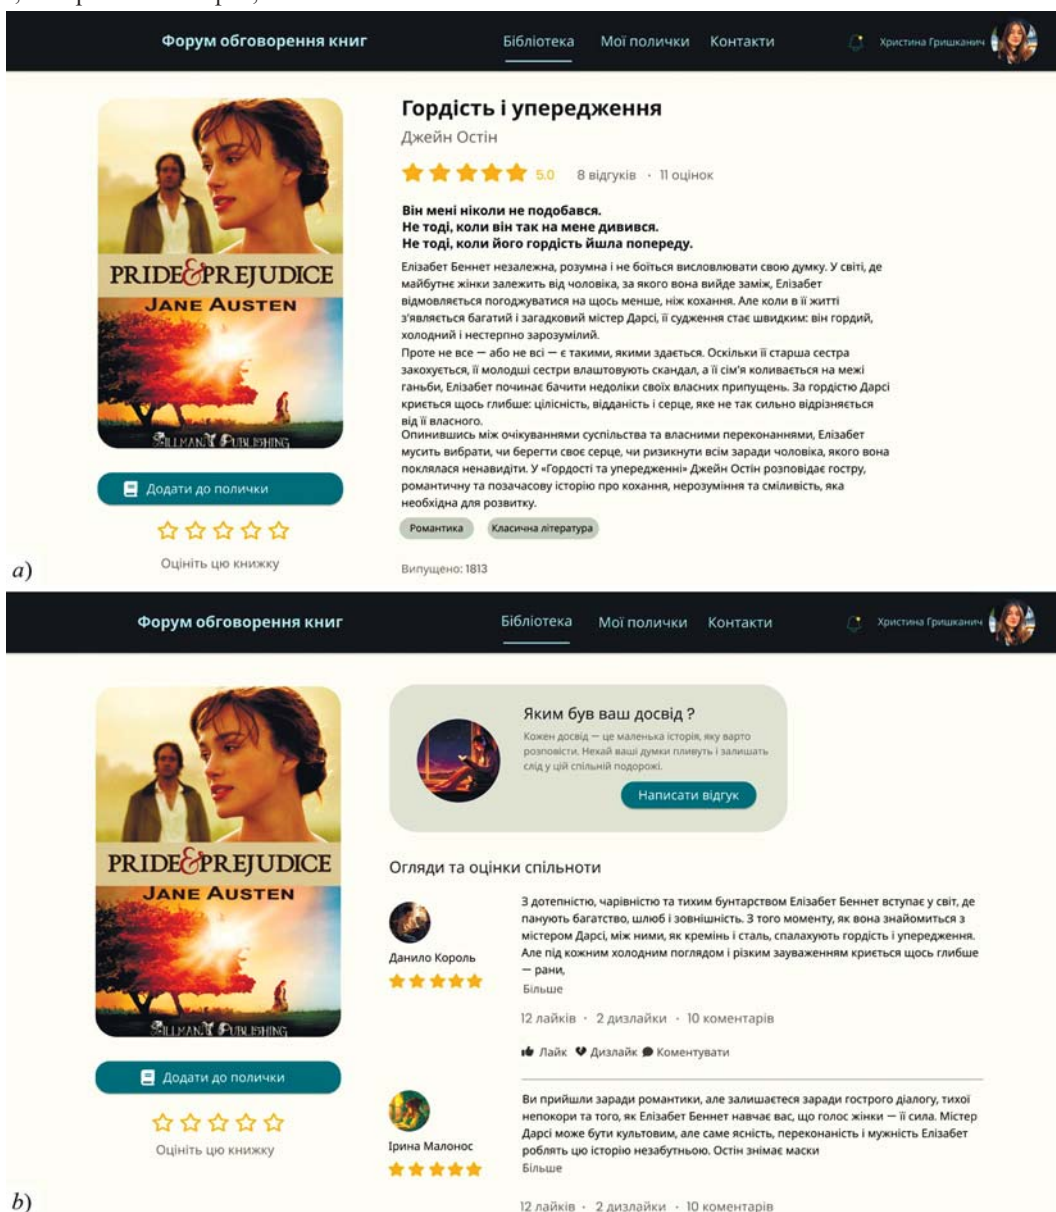 Форум обговорення книг Бібліотека Мої полички Контакти Христина Гришканич
Гордість і упередження
Джейн Остін
5.0 8 відгуків · 11 оцінок
Він мені ніколи не подобався.
Не тоді, коли він так на мене дивився.
Не тоді, коли його гордість йшла попереду.
Елізабет Беннет незалежна, розумна і не боїться висловлювати свою думку. У світі, де
майбутнє жінки залежить від чоловіка, за якого вона вийде заміж, Елізабет
відмовляється погоджуватися на щось менше, ніж кохання. Але коли в її житті
з'являється багатий і загадковий містер Дарсі, її судження стає швидким: він гордий,
холодний і нестерпно зарозумілий.
Проте не все — або не всі — є такими, якими здається. Оскільки її старша сестра
закохується, її молодші сестри влаштовують скандал, а її сім'я коливається на межі
ганьби, Елізабет починає бачити недоліки своїх власних припущень. За гордістю Дарсі
криється щось глибше: цілісність, відданість і серце, яке не так сильно відрізняється
від її власного.
Опинившись між очікуваннями суспільства та власними переконаннями, Елізабет
мусить вибрати, чи берегти своє серце, чи ризикнути всім заради чоловіка, якого вона
поклялася ненавидіти. У «Гордості та упередженні» Джейн Остін розповідає гостру,
романтичну та позачасову історію про кохання, нерозуміння та сміливість, яка
необхідна для розвитку.
Романтика Класична література
Випущено: 1813
PRIDE & PREJUDICE
JANE AUSTEN
SILLMAN PUBLISHING
Додати до полички
Оцініть цю книжку
a)
Форум обговорення книг Бібліотека Мої полички Контакти Христина Гришканич
PRIDE & PREJUDICE
JANE AUSTEN
SILLMAN PUBLISHING
Додати до полички
Оцініть цю книжку
Яким був ваш досвід ?
Кожен досвід — це маленька історія, яку варто
розповісти. Нехай ваші думки пливуть і залишать
слід у цій спільній подорожі.
Написати відгук
Огляди та оцінки спільноти
Данило Король
З дотепністю, чарівністю та тихим бунтарством Елізабет Беннет вступає у світ, де
панують багатство, шлюб і зовнішність. З того моменту, як вона знайомиться з
містером Дарсі, між ними, як кремінь і сталь, спалахують гордість і упередження.
Але під кожним холодним поглядом і різким зауваженням криється щось глибше
— рани,
Більше
12 лайків · 2 дизлайки · 10 коментарів
Лайк Дизлайк Коментувати
Ірина Малонос
Ви прийшли заради романтики, але залишаєтеся заради гострого діалогу, тихої
непокори та того, як Елізабет Беннет навчає вас, що голос жінки — її сила. Містер
Дарсі може бути культовим, але саме ясність, переконаність і мужність Елізабет
роблять цю історію незабутньою. Остін знімає маски
Більше
12 лайків · 2 дизлайки · 10 коментарів
b)